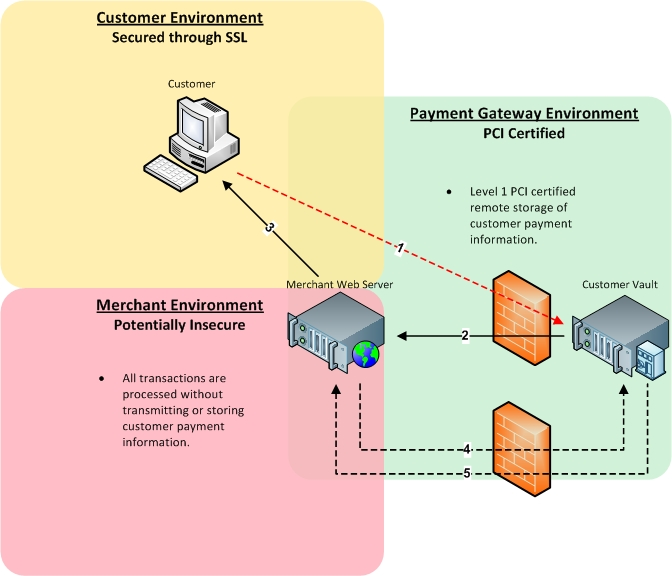 Customer Environment
Secured through SSL
Customer
Payment Gateway Environment
PCI Certified
• Level 1 PCI certified
remote storage of
customer payment
information.
1
3
Merchant Web Server
Customer Vault
Merchant Environment
Potentially Insecure
2
• All transactions are
processed without
transmitting or storing
customer payment
information.
4
5